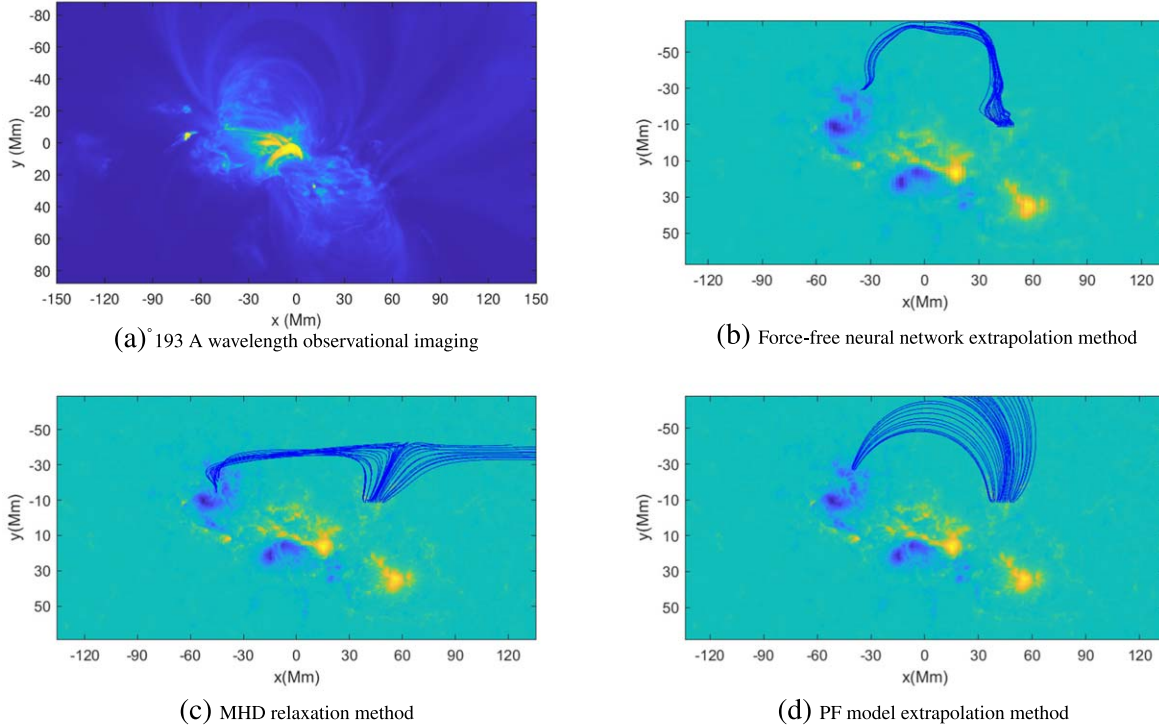 -80
-60
-40
-20
0
20
40
60
80
y (Mm)
-150 -120 -90 -60 -30 0 30 60 90 120 150
x (Mm)
(a)°193 A wavelength observational imaging
-50
-30
-10
10
30
50
y(Mm)
-120 -90 -60 -30 0 30 60 90 120
x(Mm)
(b) Force-free neural network extrapolation method
-50
-30
-10
10
30
50
y(Mm)
-120 -90 -60 -30 0 30 60 90 120
x(Mm)
(c) MHD relaxation method
-50
-30
-10
10
30
50
y(Mm)
-120 -90 -60 -30 0 30 60 90 120
x(Mm)
(d) PF model extrapolation method